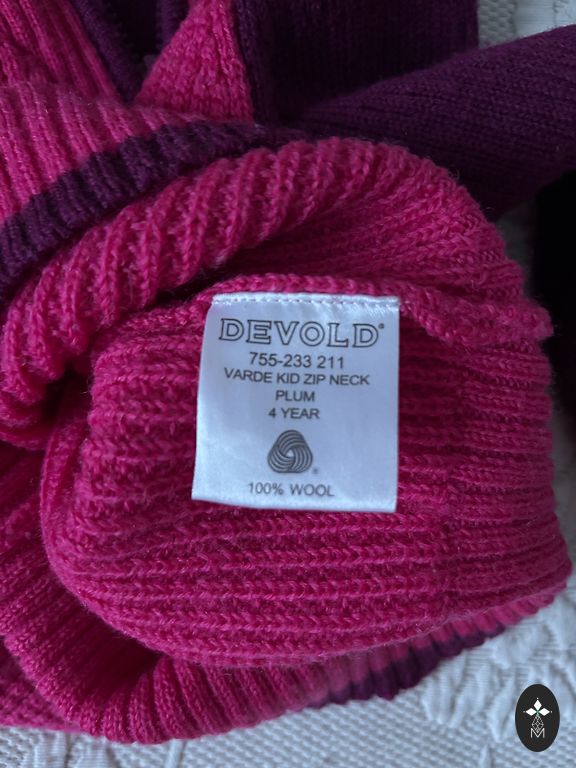 DEVOLD®
755-233 211
VARDE KID ZIP NECK
PLUM
4 YEAR
®
100% WOOL
M